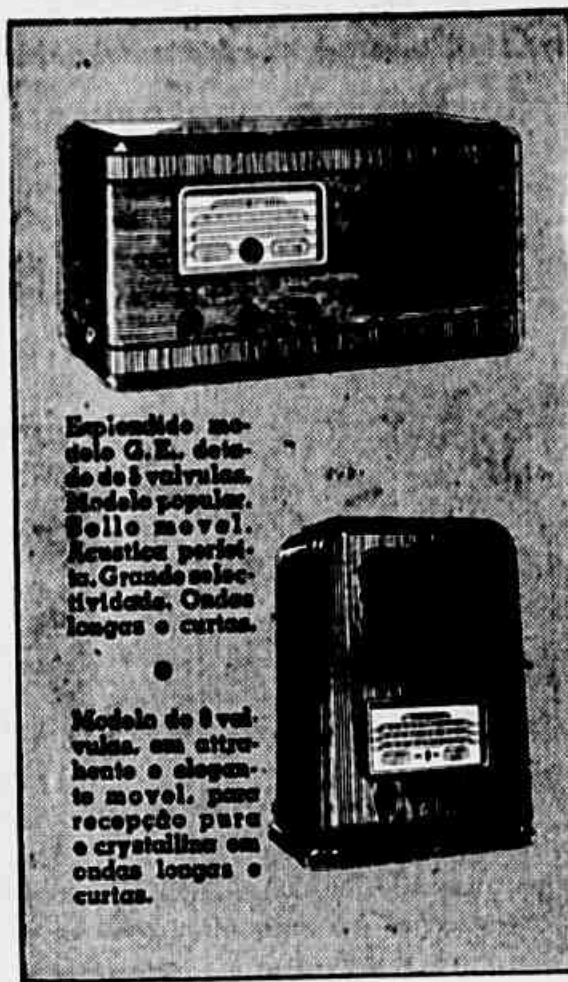 Esplendido mo-
delo G.E. dota-
do de 5 valvulas.
Modelo popular.
Bello movel.
Acustica perfei-
ta. Grande selec-
tividade. Ondas
longas e curtas.
Modelo de 8 val-
vulas, em attra-
hente e elegan-
te movel, para
recepção pura
e crystallina em
ondas longas e
curtas.